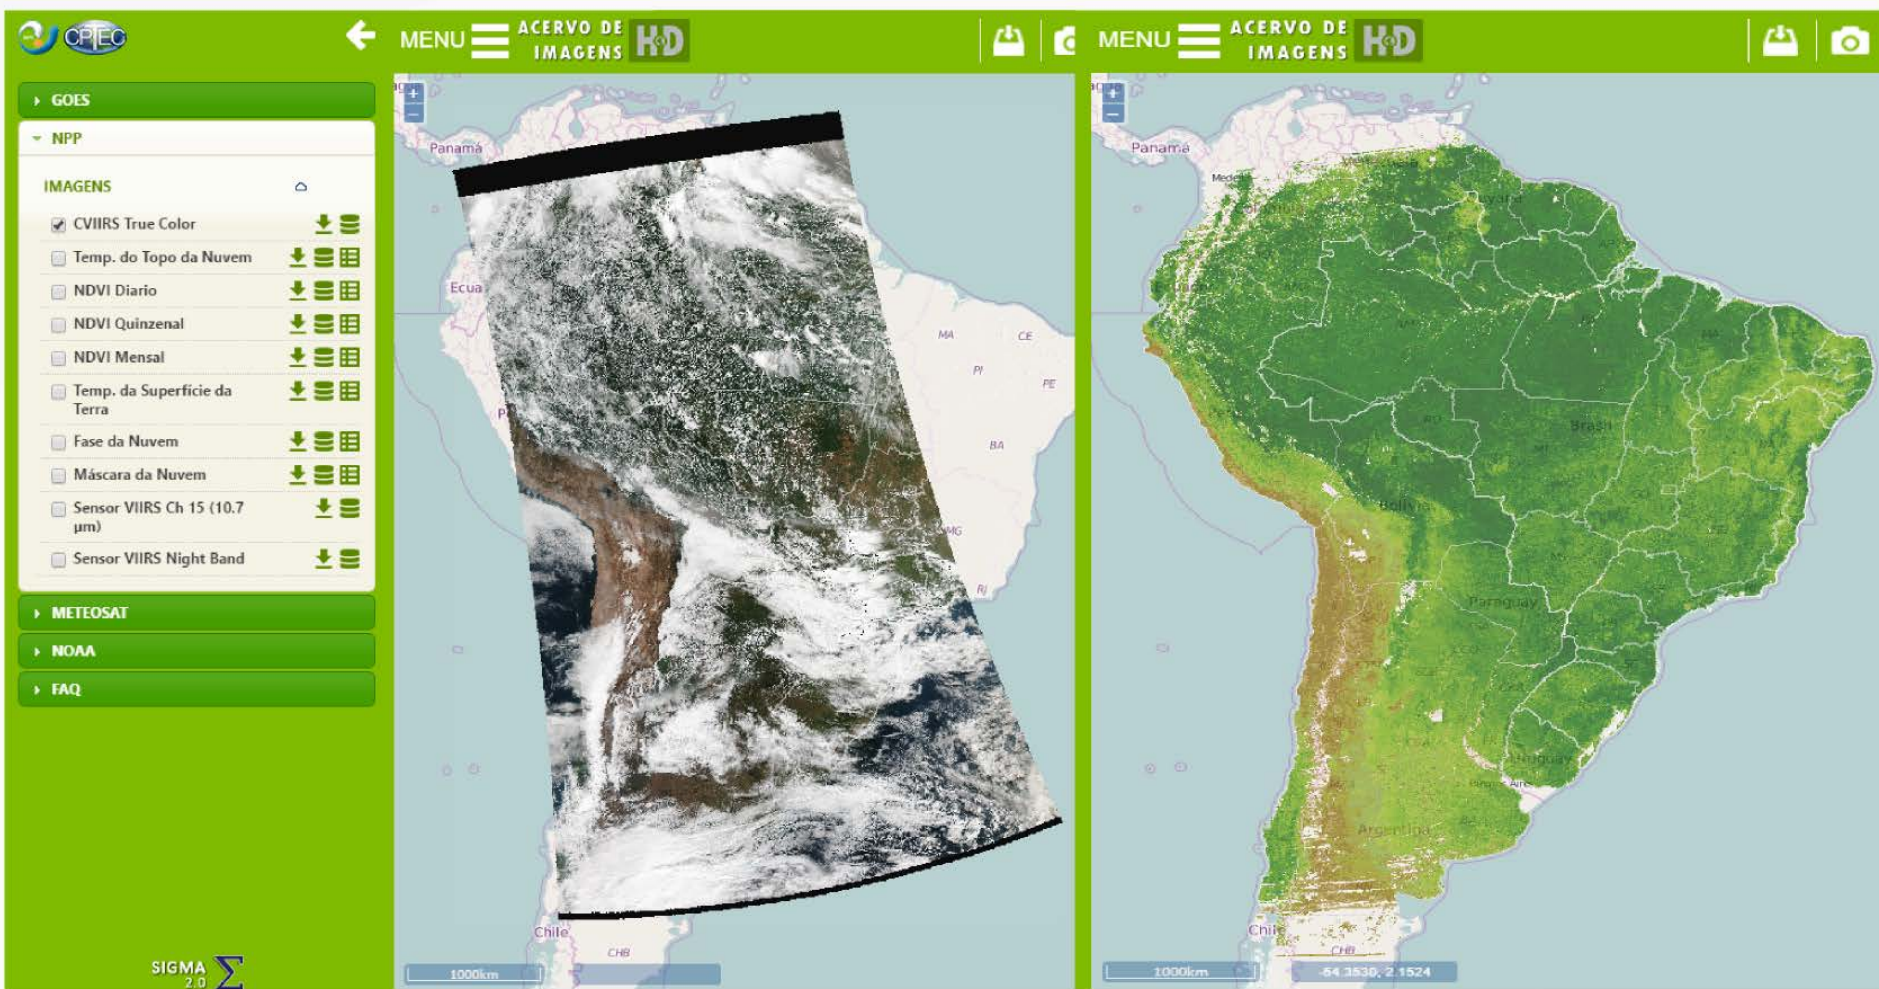 CPTEC
MENU
ACERVO DE
IMAGENS
H@D
MENU
ACERVO DE
IMAGENS
H@D
GOES
NPP
IMAGENS
CVIIRS True Color
Temp. do Topo da Nuvem
NDVI Diario
NDVI Quinzenal
NDVI Mensal
Temp. da Superfície da
Terra
Fase da Nuvem
Máscara da Nuvem
Sensor VIIRS Ch 15 (10.7
µm)
Sensor VIIRS Night Band
METEOSAT
NOAA
FAQ
SIGMA
2.0
+
−
Panamá
Ecua
MA
CE
PI
PE
P
BA
MG
RJ
Chile
CHB
1000km
+
−
Panamá
Brasil
Bolivia
Paraguay
Uruguay
Aires
Argentina
CHB
1000km
-54.3530, 2.1524